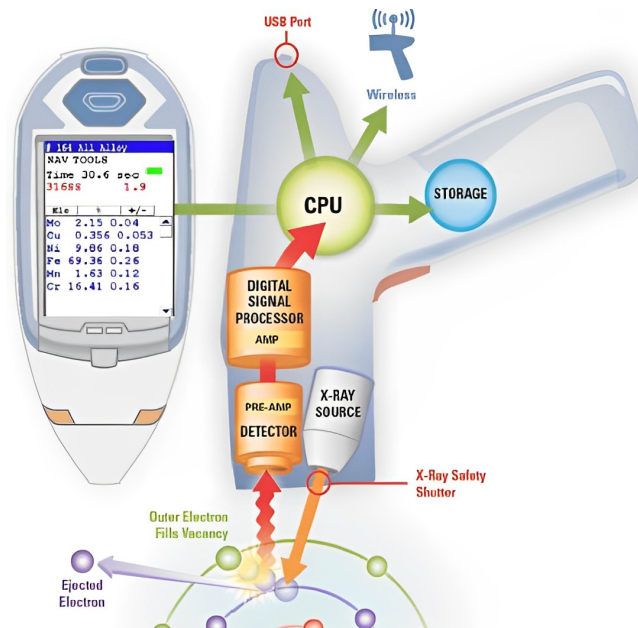 USB Port
Wireless
/ 164 All Alloy
NAV TOOLS
Time 30.6 sec
316SS 1.9
Ele % +/-
Mo 2.15 0.04
Cu 0.356 0.053
Ni 9.86 0.18
Fe 69.36 0.26
Mn 1.63 0.12
Cr 16.41 0.16
CPU
STORAGE
DIGITAL
SIGNAL
PROCESSOR
AMP
PRE-AMP
DETECTOR
X-RAY
SOURCE
X-Ray Safety
Shutter
Outer Electron
Fills Vacancy
Ejected
Electron